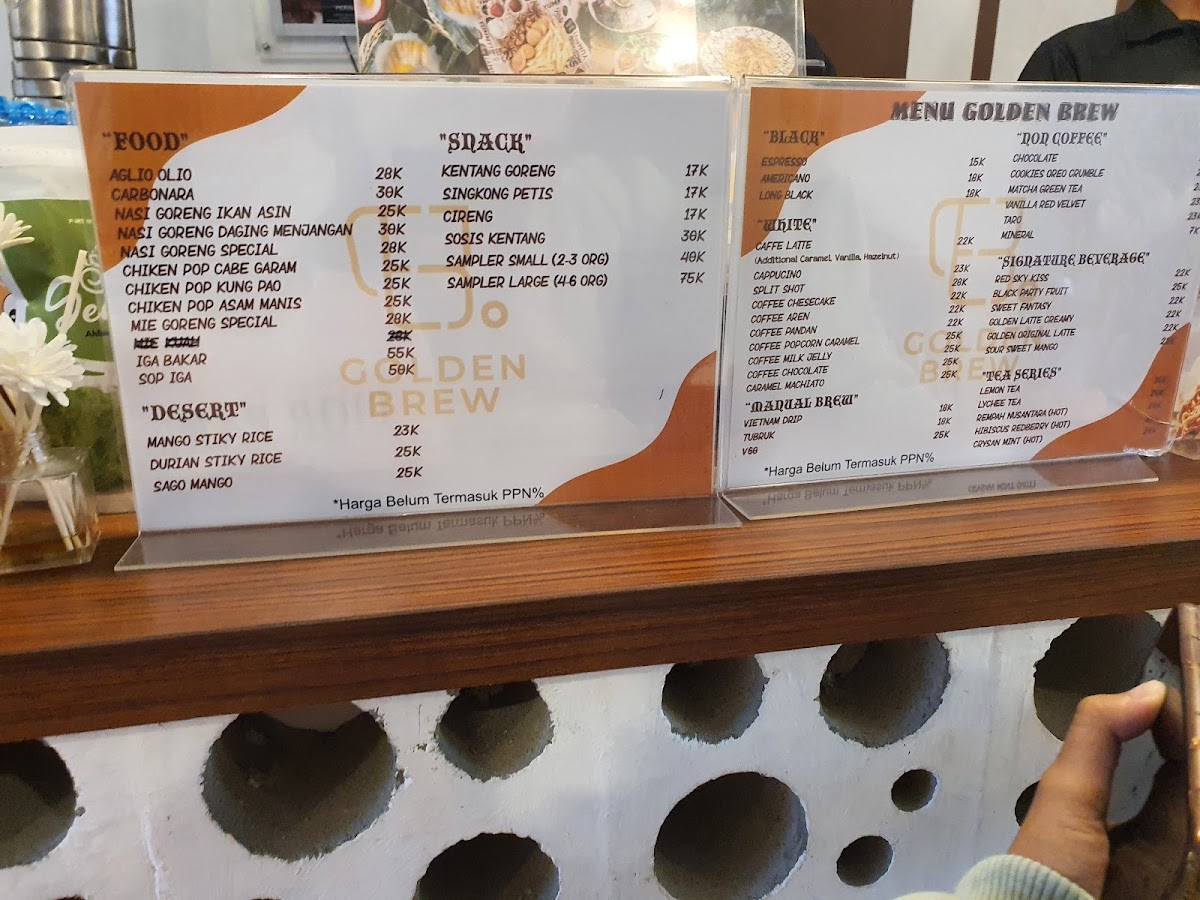 "FOOD"
AGLIO OLIO 28K
CARBONARA 30K
NASI GORENG IKAN ASIN 25K
NASI GORENG DAGING MENJANGAN 30K
NASI GORENG SPECIAL 28K
CHIKEN POP CABE GARAM 25K
CHIKEN POP KUNG PAO 25K
CHIKEN POP ASAM MANIS 25K
MIE GORENG SPECIAL 28K
MIE KUAH 28K
IGA BAKAR 55K
SOP IGA 50K
"DESERT"
MANGO STIKY RICE 23K
DURIAN STIKY RICE 25K
SAGO MANGO 25K
"SNACK"
KENTANG GORENG 17K
SINGKONG PETIS 17K
CIRENG 17K
SOSIS KENTANG 30K
SAMPLER SMALL (2-3 ORG) 40K
SAMPLER LARGE (4-6 ORG) 75K
GOLDEN
BREW
*Harga Belum Termasuk PPN%
MENU GOLDEN BREW
"BLACK"
ESPRESSO 15K
AMERICANO 18K
LONG BLACK 18K
"WHITE"
CAFFE LATTE 22K
(Additional Caramel, Vanilla, Hazelnut)
CAPPUCINO 23K
SPLIT SHOT 20K
COFFEE CHESECAKE 22K
COFFEE AREN 22K
COFFEE PANDAN 22K
COFFEE POPCORN CARAMEL 25K
COFFEE MILK JELLY 25K
COFFEE CHOCOLATE 25K
CARAMEL MACHIATO 25K
"MANUAL BREW"
VIETNAM DRIP 18K
TUBRUK 18K
V60 25K
"NON COFFEE"
CHOCOLATE
COOKIES OREO CRUMBLE
MATCHA GREEN TEA
VANILLA RED VELVET
TARO
MINERAL 7K
"SIGNATURE BEVERAGE"
RED SKY KISS 22K
BLACK PARTY FRUIT 25K
SWEET FANTASY 22K
GOLDEN LATTE CREAMY 22K
GOLDEN ORIGINAL LATTE 22K
SOUR SWEET MANGO
"TEA SERIES"
LEMON TEA
LYCHEE TEA
REMPAH NUSANTARA (HOT)
HIBISCUS REDBERRY (HOT)
CRYSAN MINT (HOT)
GOLDEN
BREW
*Harga Belum Termasuk PPN%